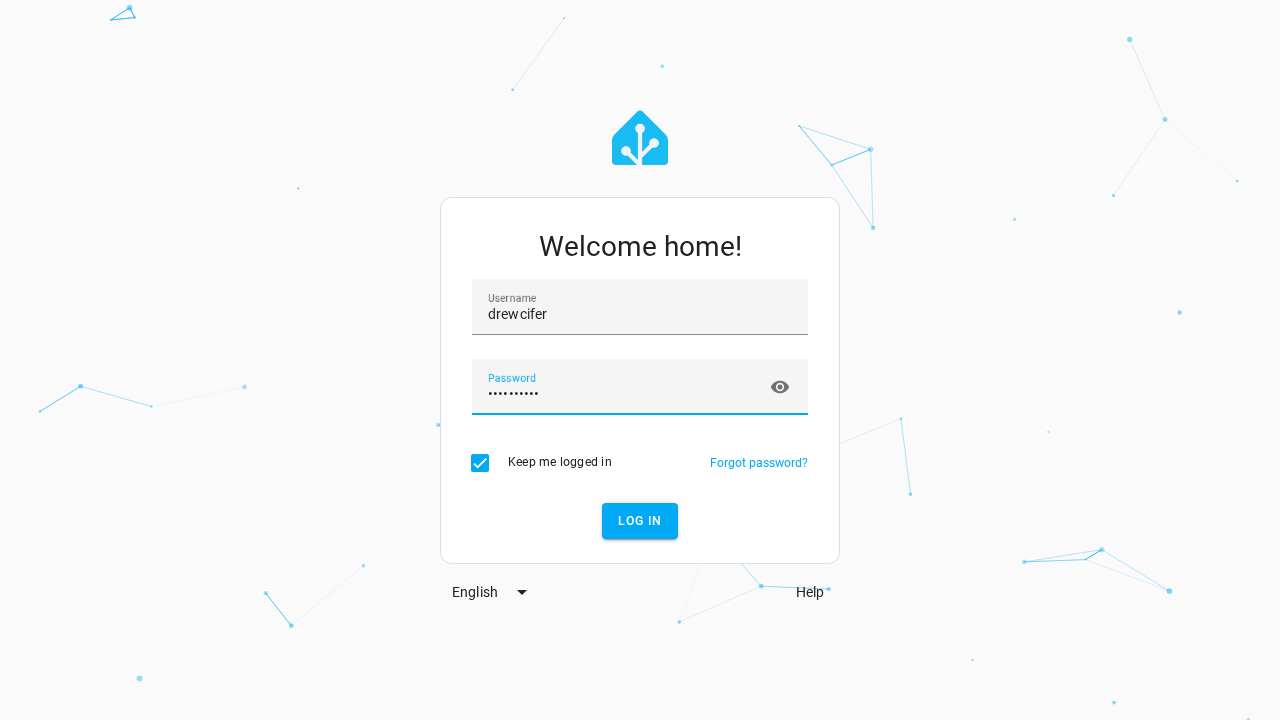 Welcome home!
Username
drewcifer
Password
••••••••••
Keep me logged in
Forgot password?
LOG IN
English
Help